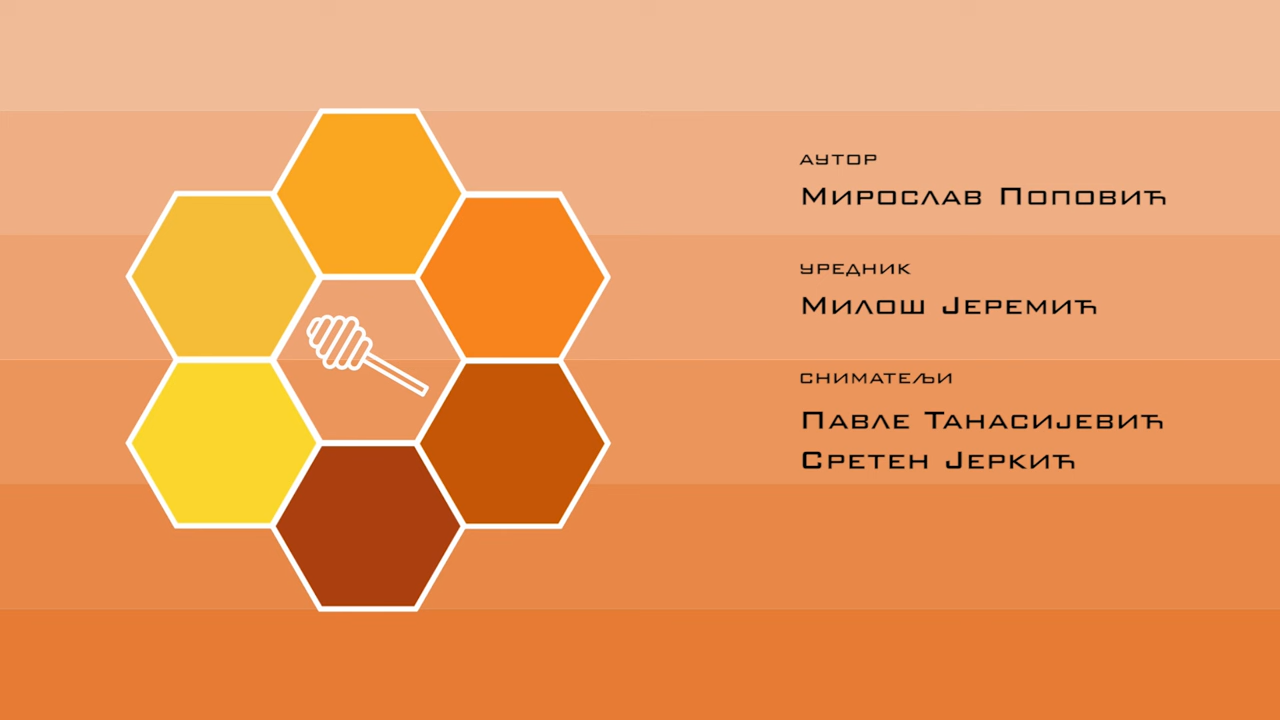 аутор
Мирослав Поповић
уредник
Милош Јеремић
сниматељи
Павле Танасијевић
Сретен Јеркић